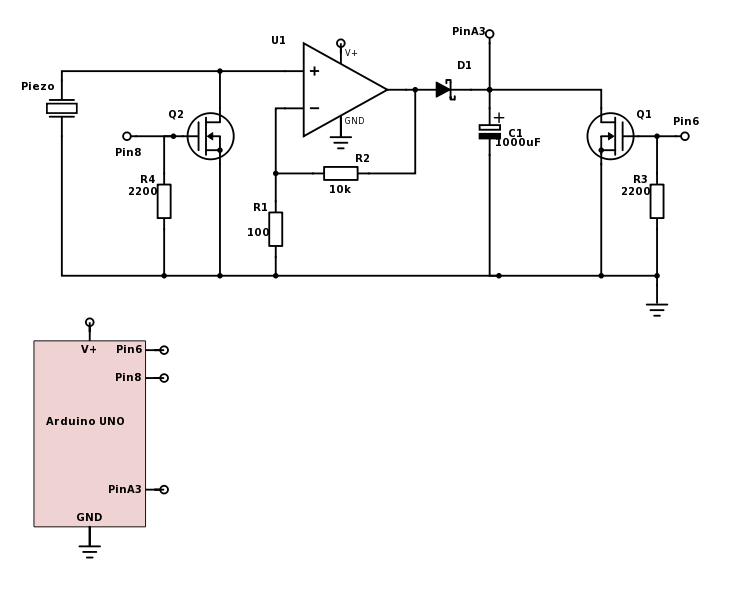 PinA3
U1
V+
D1
Piezo
+
Q2
Q1
Pin6
−
GND
+
C1
1000uF
Pin8
R2
R4
2200
R3
2200
10k
R1
100
V+
Pin6
Pin8
Arduino UNO
PinA3
GND